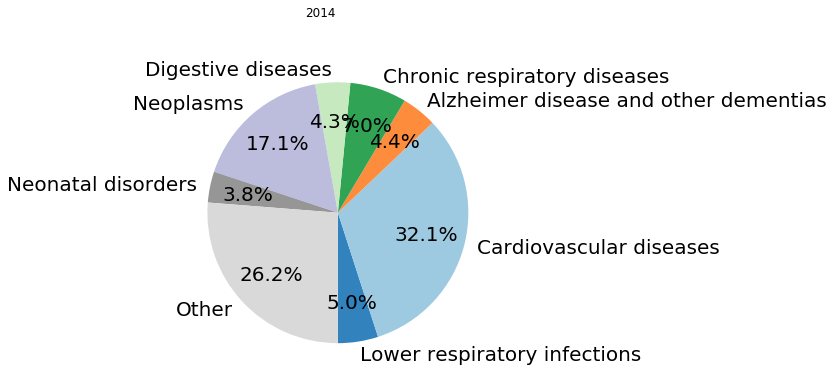 2014
Digestive diseases
Chronic respiratory diseases
Neoplasms
Alzheimer disease and other dementias
4.3%
7.0%
17.1%
4.4%
Neonatal disorders
3.8%
32.1%
Cardiovascular diseases
26.2%
5.0%
Other
Lower respiratory infections